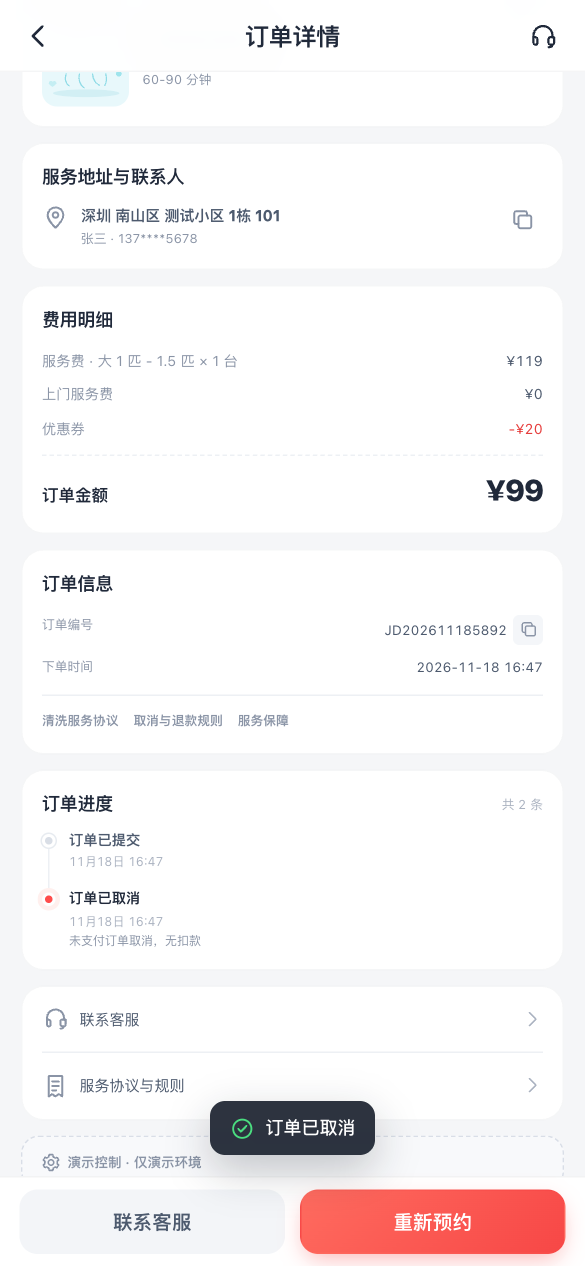 订单详情
60-90 分钟
服务地址与联系人
深圳 南山区 测试小区 1栋 101
张三 · 137****5678
费用明细
服务费 · 大 1 匹 - 1.5 匹 × 1 台 ¥119
上门服务费 ¥0
优惠券 -¥20
订单金额 ¥99
订单信息
订单编号 JD202611185892
下单时间 2026-11-18 16:47
清洗服务协议 取消与退款规则 服务保障
订单进度 共 2 条
订单已提交
11月18日 16:47
订单已取消
11月18日 16:47
未支付订单取消，无扣款
联系客服
服务协议与规则
订单已取消
演示控制 · 仅演示环境
联系客服 重新预约